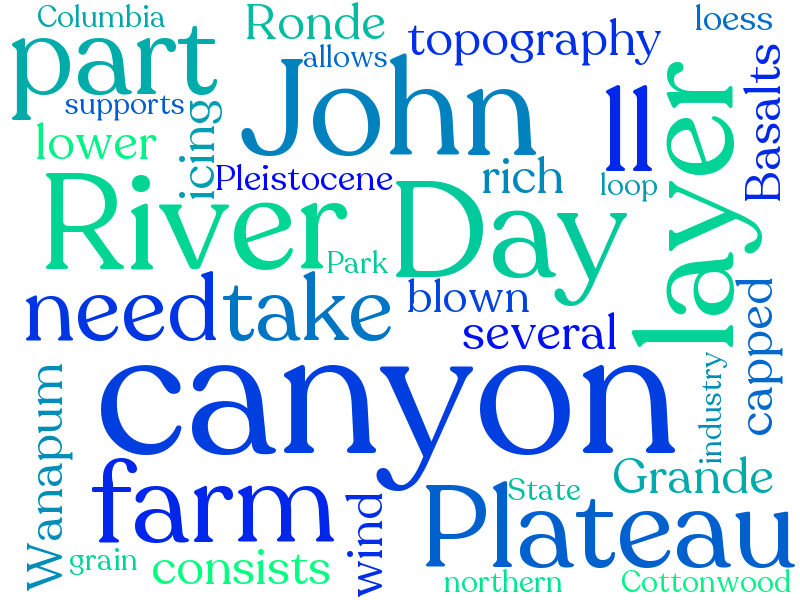 Columbia
Ronde
loess
part
allows
topography
supports
John
ll
layer
Basalts
lower
icing
Pleistocene
rich
loop
River
Day
Park
need
take
blown
several
capped
canyon
industry
Wanapum
farm
wind
Plateau
State
Grande
grain
consists
northern
Cottonwood